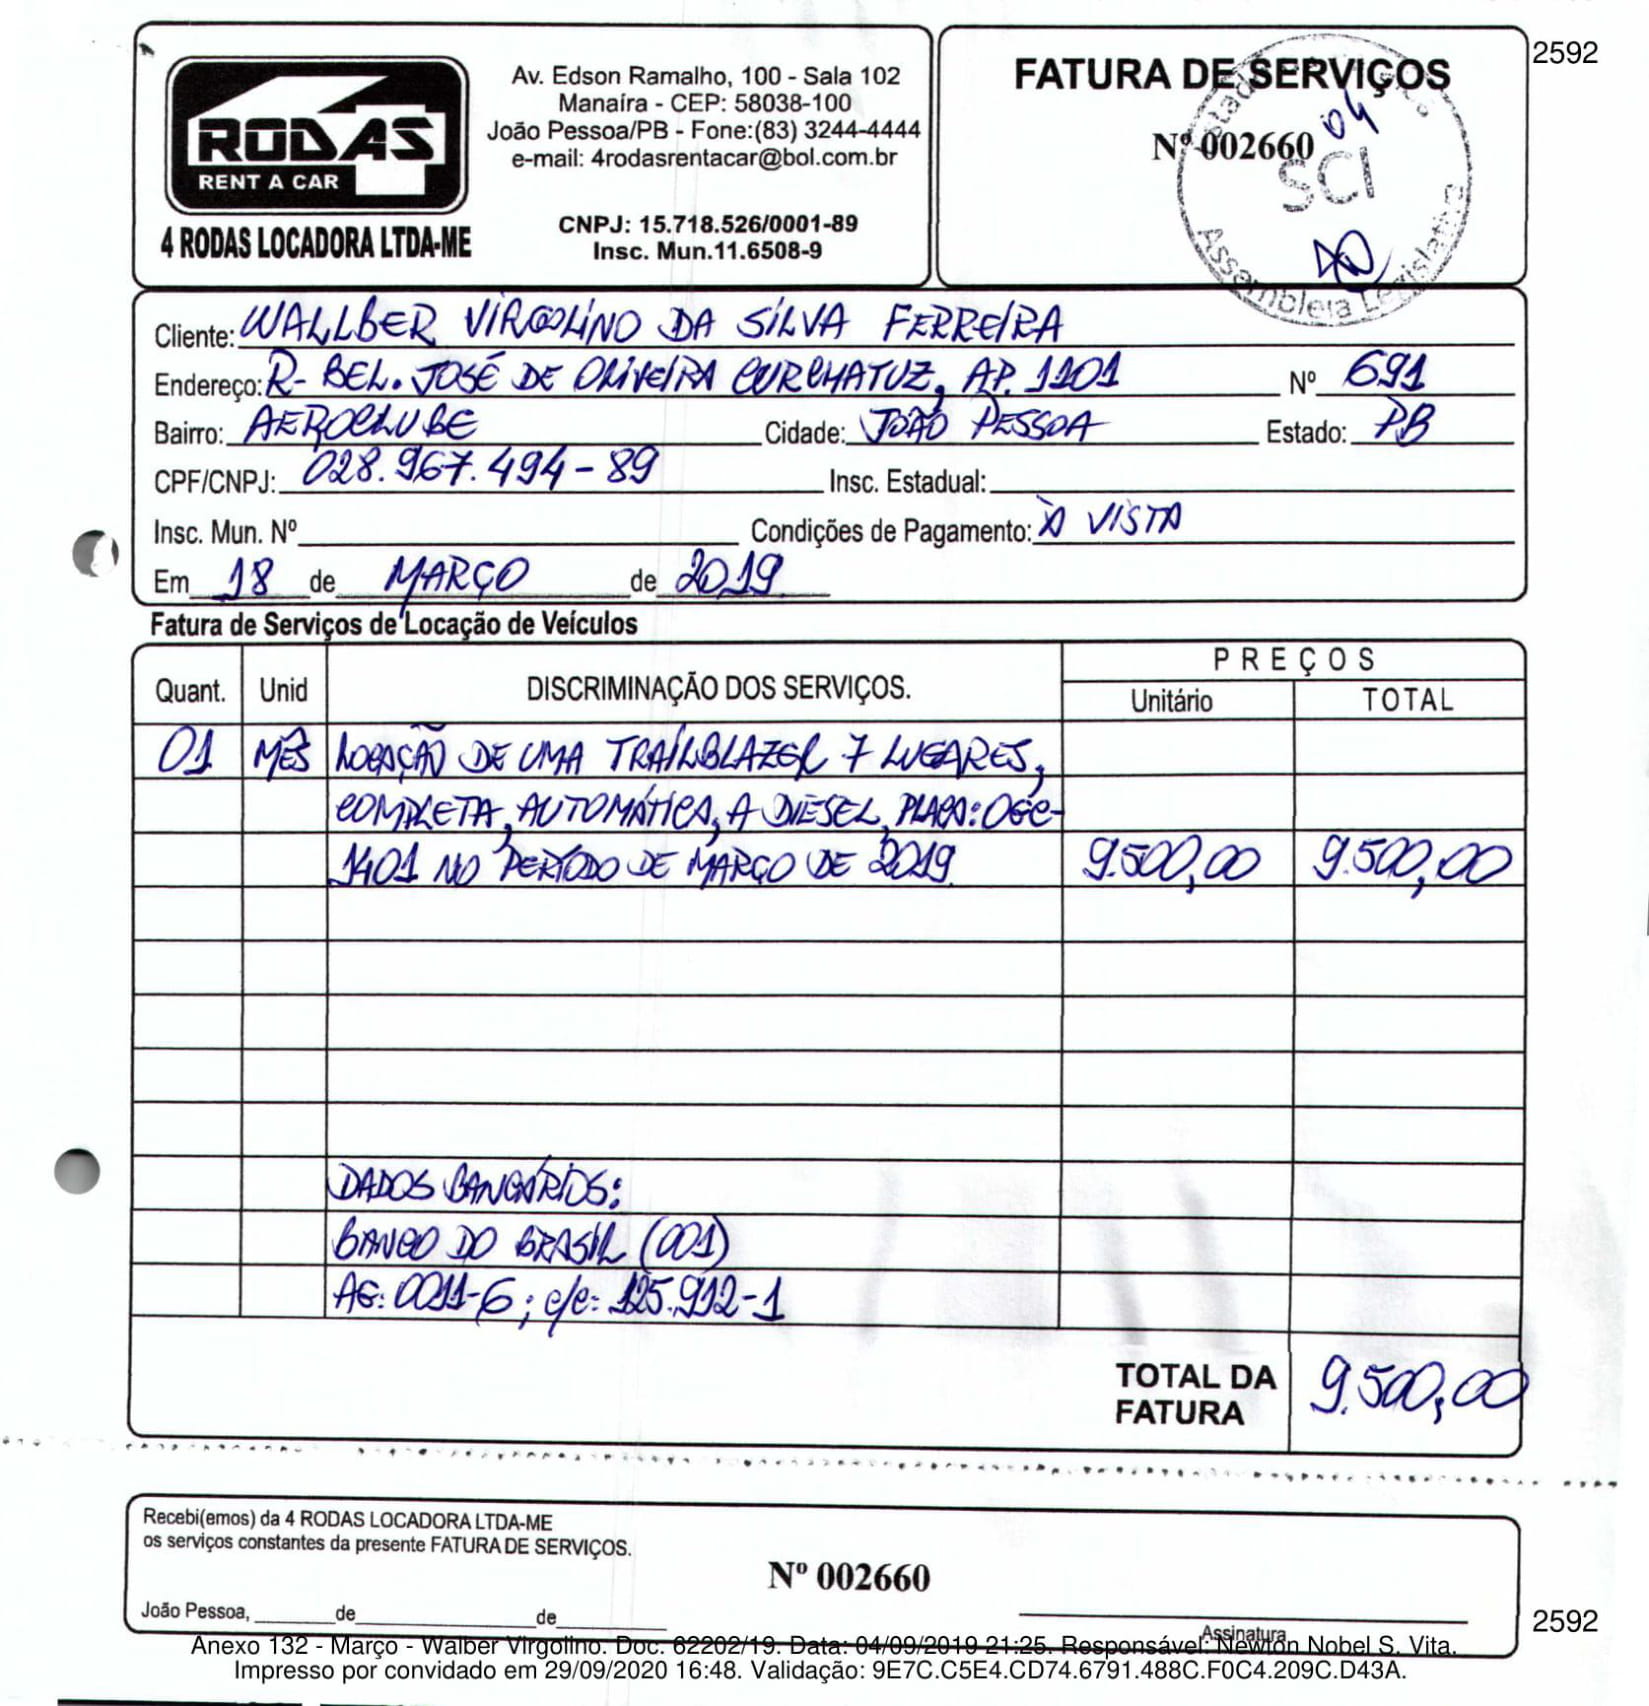 2592
RODAS
RENT A CAR
4 RODAS LOCADORA LTDA-ME
Av. Edson Ramalho, 100 - Sala 102
Manaíra - CEP: 58038-100
João Pessoa/PB - Fone:(83) 3244-4444
e-mail: 4rodasrentacar@bol.com.br
CNPJ: 15.718.526/0001-89
Insc. Mun.11.6508-9
FATURA DE SERVIÇOS
Nº 002660
04
SCI
Assembleia Legislativa
Cliente: WALLBER VIRGOLINO DA SILVA FERREIRA
Endereço: R- BEL. JOSÉ DE OLIVEIRA CURCHATUZ, AP. 1101 Nº 691
Bairro: AEROCLUBE Cidade: JOÃO PESSOA Estado: PB
CPF/CNPJ: 028.967.494-89 Insc. Estadual:
Insc. Mun. Nº Condições de Pagamento: À VISTA
Em 18 de MARÇO de 2019
Fatura de Serviços de Locação de Veículos
Quant. Unid DISCRIMINAÇÃO DOS SERVIÇOS. PREÇOS
Unitário TOTAL
01 MÊS LOCAÇÃO DE UMA TRAILBLAZER 7 LUGARES,
COMPLETA, AUTOMÁTICA, A DIESEL, PLACA: OGC-
1401 NO PERÍODO DE MARÇO DE 2019 9.500,00 9.500,00
DADOS BANCÁRIOS:
BANCO DO BRASIL (001)
AG: 0011-6; c/c: 125.912-1
TOTAL DA FATURA 9.500,00
Recebi(emos) da 4 RODAS LOCADORA LTDA-ME
os serviços constantes da presente FATURA DE SERVIÇOS.
Nº 002660
João Pessoa, de de
Assinatura
2592
Anexo 132 - Março - Walber Virgolino. Doc. 62202/19. Data: 04/09/2019 21:25. Responsável: Newton Nobel S. Vita.
Impresso por convidado em 29/09/2020 16:48. Validação: 9E7C.C5E4.CD74.6791.488C.F0C4.209C.D43A.